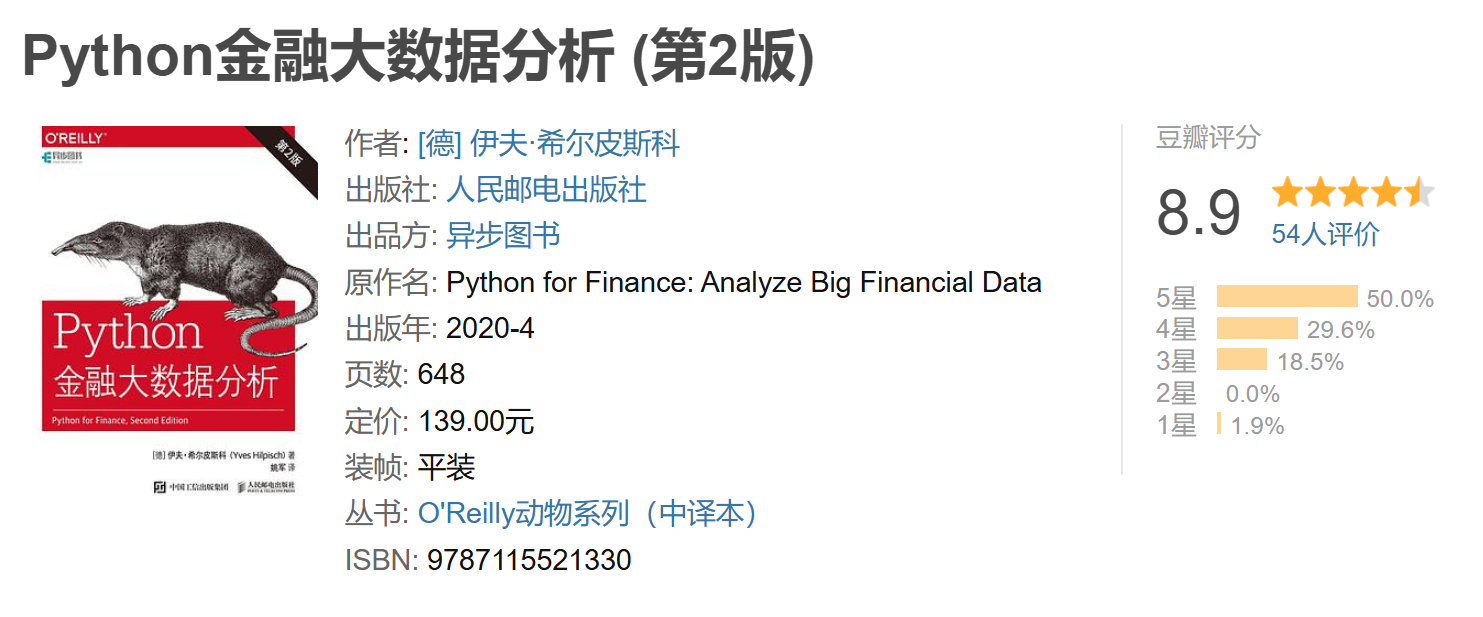 Python金融大数据分析 (第2版)
O'REILLY
异步图书
第2版
Python
金融大数据分析
Python for Finance, Second Edition
[德] 伊夫·希尔皮斯科（Yves Hilpisch）著
姚军 译
中国工信出版集团
人民邮电出版社
POSTS & TELECOM PRESS
作者: [德] 伊夫·希尔皮斯科
出版社: 人民邮电出版社
出品方: 异步图书
原作名: Python for Finance: Analyze Big Financial Data
出版年: 2020-4
页数: 648
定价: 139.00元
装帧: 平装
丛书: O'Reilly动物系列（中译本）
ISBN: 9787115521330
豆瓣评分
8.9
54人评价
5星 50.0%
4星 29.6%
3星 18.5%
2星 0.0%
1星 1.9%